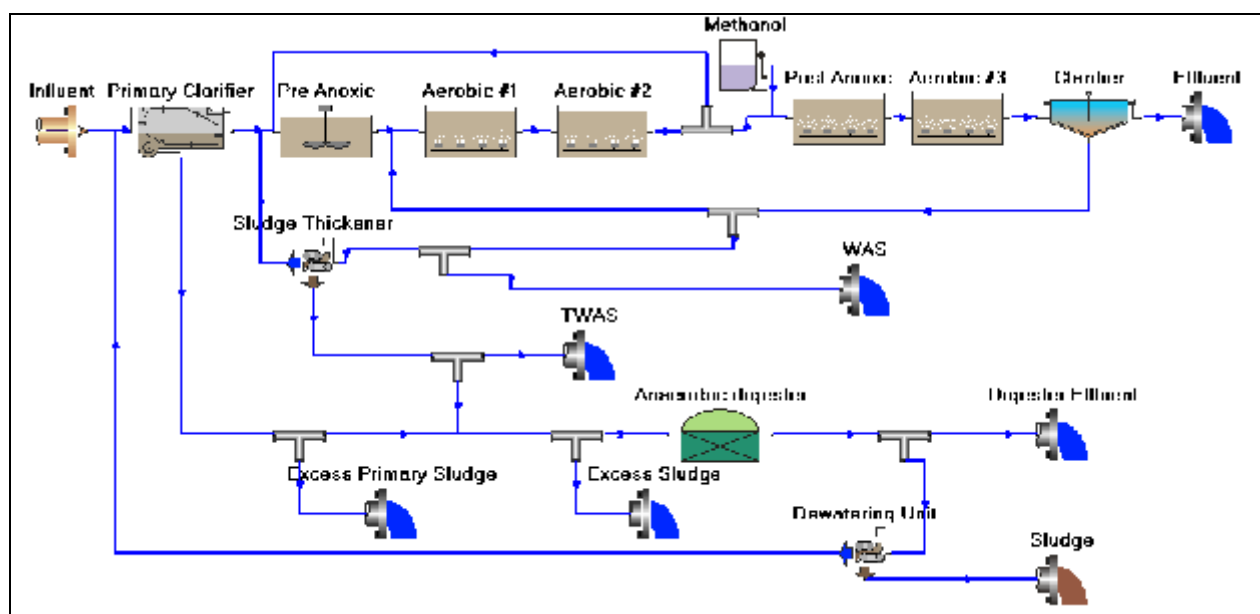 Methanol
Influent
Primary Clarifier
Pre Anoxic
Aerobic #1
Aerobic #2
Post Anoxic
Aerobic #3
Clarifier
Effluent
Sludge Thickener
WAS
TWAS
Anaerobic digester
Digester Effluent
Excess Primary Sludge
Excess Sludge
Dewatering Unit
Sludge